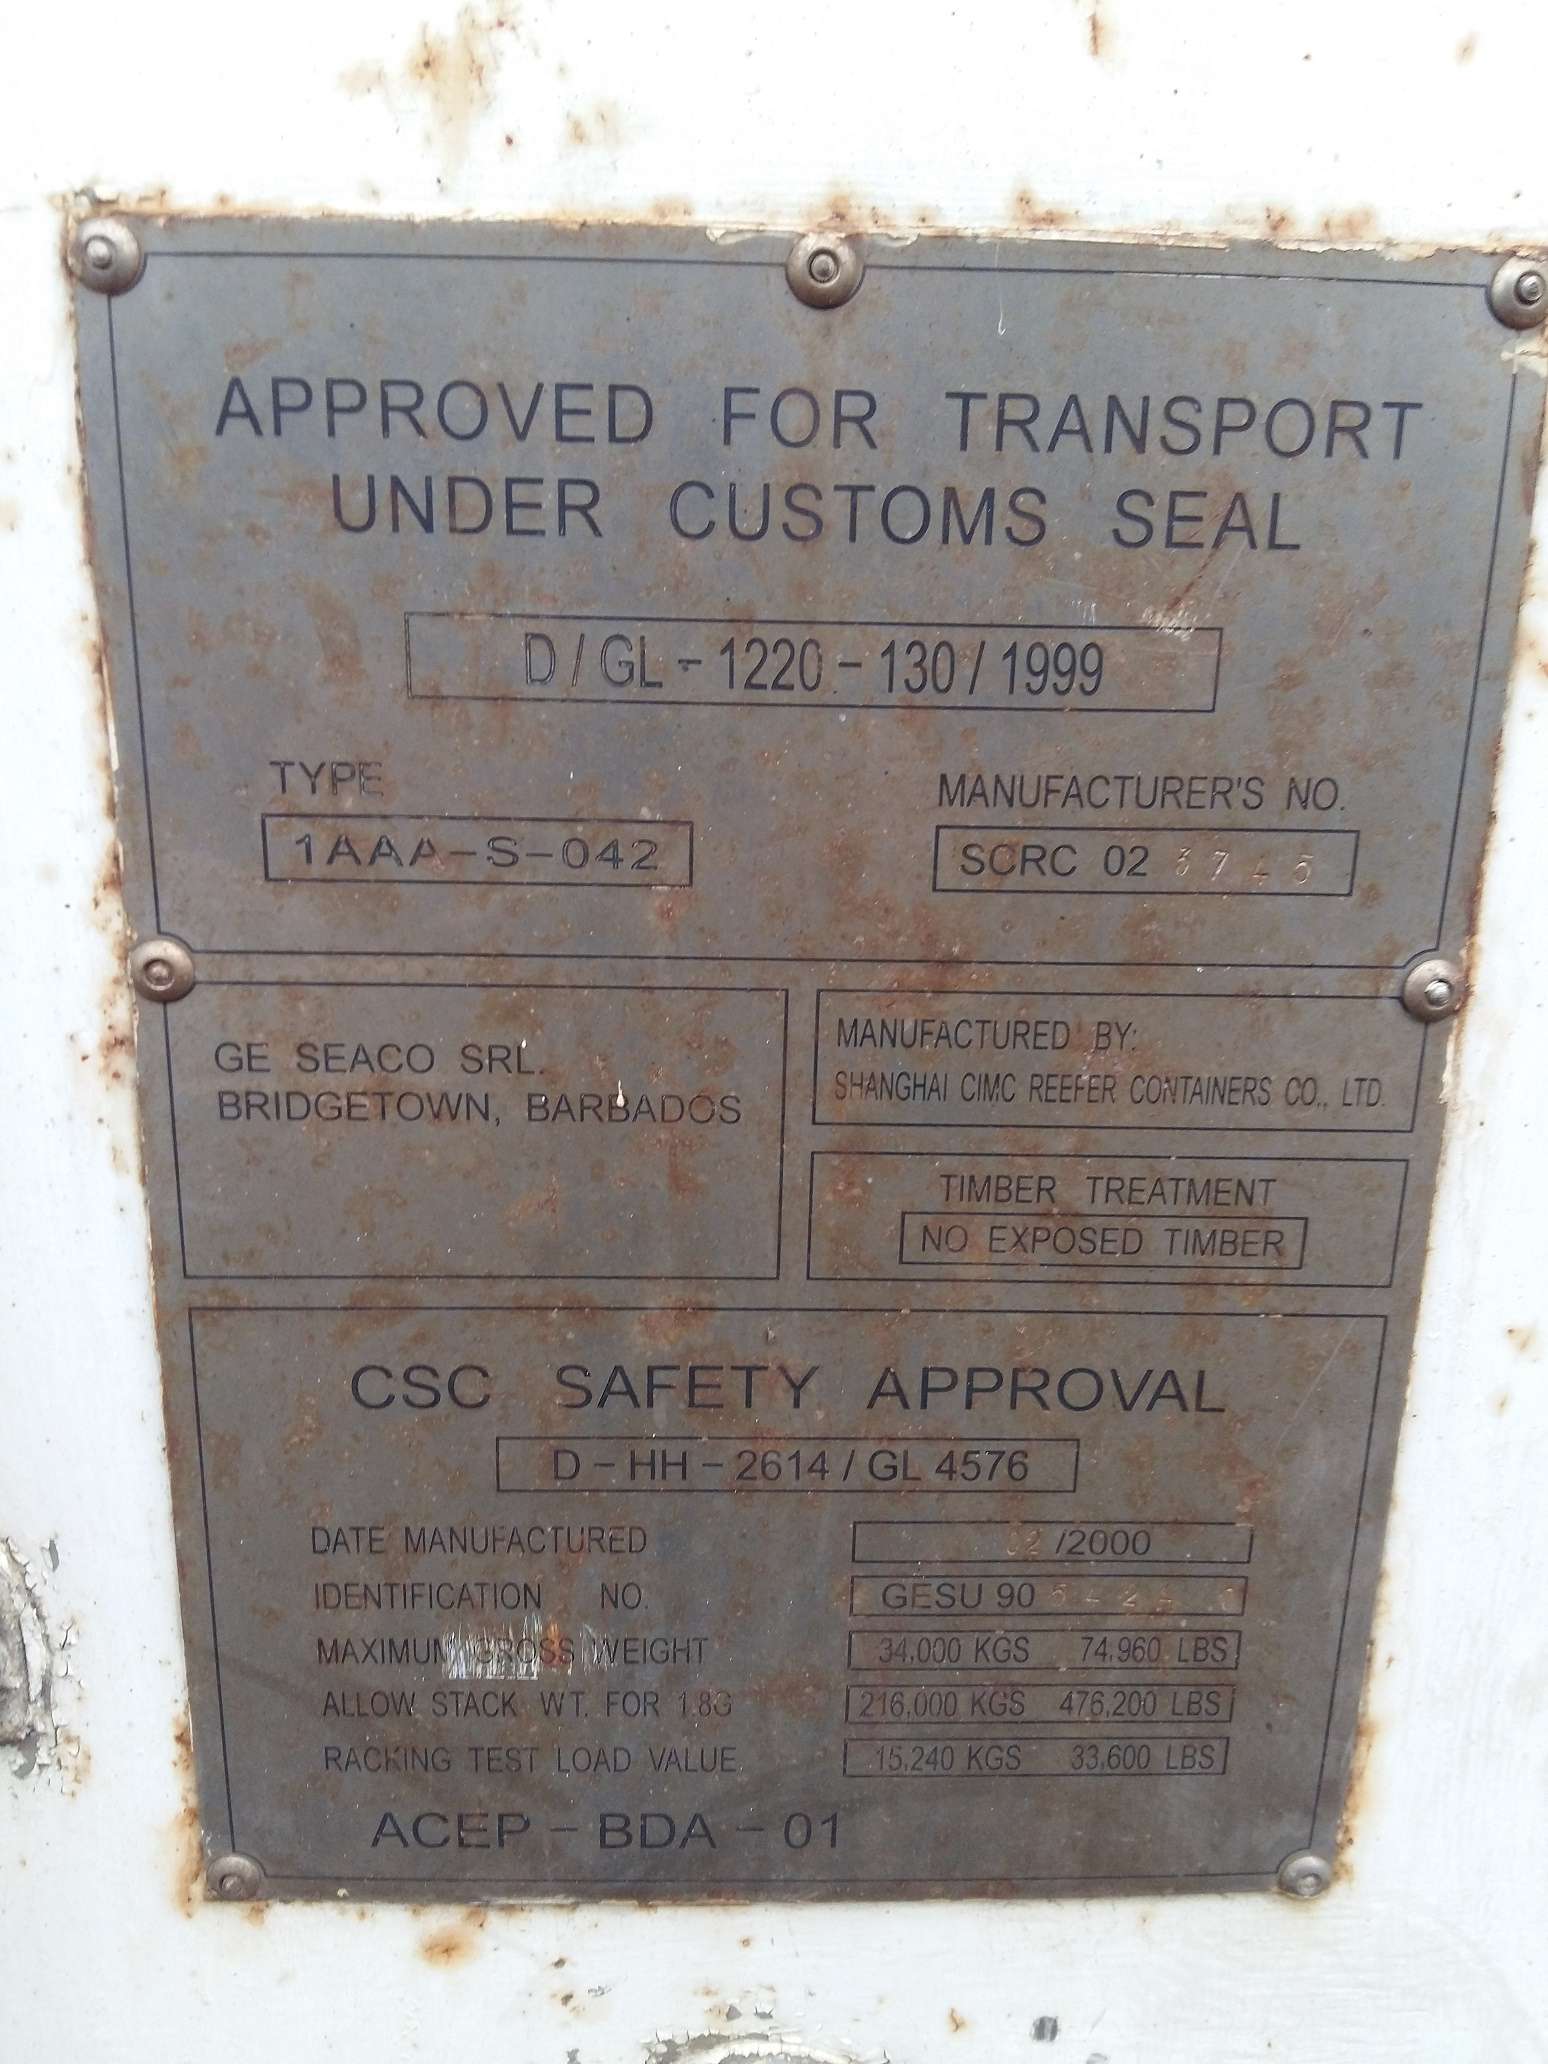 APPROVED FOR TRANSPORT
UNDER CUSTOMS SEAL
D/GL-1220-130/1999
TYPE
MANUFACTURER'S NO.
1AAA-S-042
SCRC 02 3745
GE SEACO SRL.
BRIDGETOWN, BARBADOS
MANUFACTURED BY:
SHANGHAI CIMC REEFER CONTAINERS CO., LTD.
TIMBER TREATMENT
NO EXPOSED TIMBER
CSC SAFETY APPROVAL
D-HH-2614/GL 4576
DATE MANUFACTURED 02/2000
IDENTIFICATION NO. GESU 90
MAXIMUM GROSS WEIGHT 34,000 KGS 74,960 LBS
ALLOW STACK WT. FOR 1.8G 216,000 KGS 476,200 LBS
RACKING TEST LOAD VALUE 15,240 KGS 33,600 LBS
ACEP-BDA-01